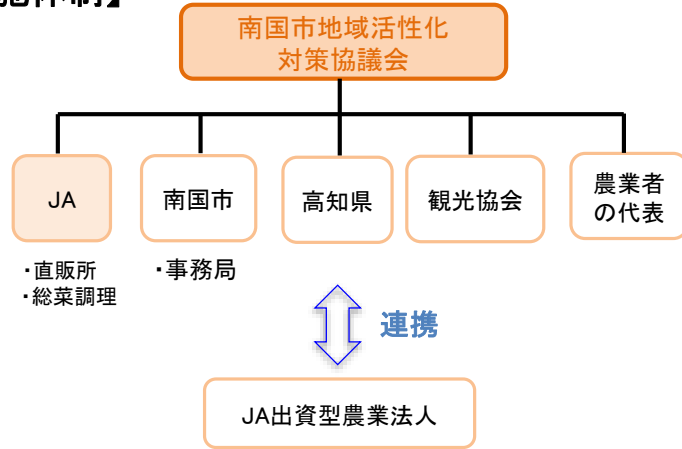 南国市地域活性化
対策協議会
JA
南国市
高知県
観光協会
農業者
の代表
・直販所
・総菜調理
・事務局
連携
JA出資型農業法人